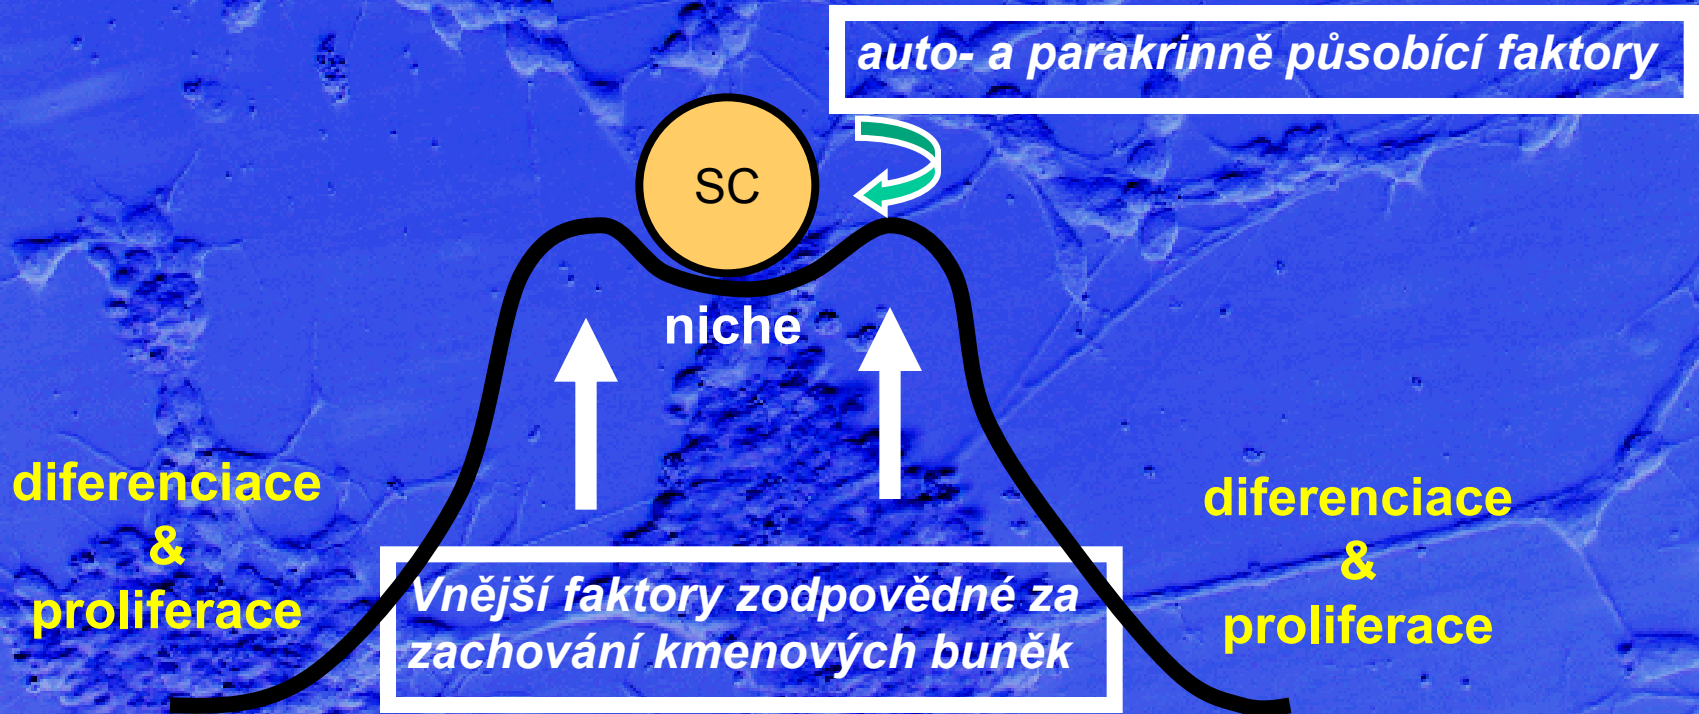 auto- a parakrinně působící faktory
SC
niche
diferenciace
&
proliferace
diferenciace
&
proliferace
Vnější faktory zodpovědné za
zachování kmenových buněk